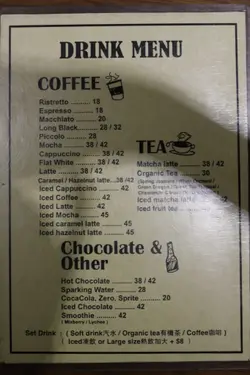 DRINK MENU
COFFEE
Ristretto .......... 18
Espresso .......... 18
Macchiato .......... 20
Long Black.......... 28 / 32
Piccolo .......... 28
Mocha .......... 38 / 42
Cappuccino .......... 38 / 42
Flat White .......... 38 / 42
Latte .......... 38 / 42
Caramel / Hazelnut latte...38 /42
Iced Cappuccino .......... 42
Iced Coffee .......... 42
Iced Latte .......... 42
Iced Mocha .......... 45
Iced caramel latte .......... 45
Iced hazelnut latte .......... 45
TEA
Matcha latte .......... 38 / 42
Organic Tea .......... 38
Iced matcha latte
Iced fruit tea
Chocolate &
Other
Hot Chocolate .......... 38 / 42
Sparking Water .......... 28
CocaCola, Zero, Sprite .......... 20
Iced Chocolate .......... 42
Smoothie .......... 42
( Mixberry / Lychee )
Set Drink : ( Soft drink汽水 / Organic tea有機茶 / Coffee咖啡 )
( Iced凍飲 or Large size熱飲加大 + $8 )